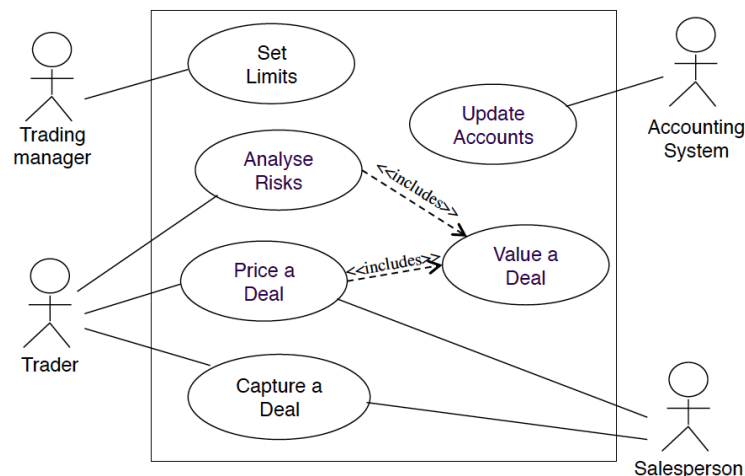 Set
Limits
Trading
manager
Update
Accounts
Accounting
System
Analyse
Risks
<<includes>>
Value a
Deal
Price a
Deal
<<includes>>
Trader
Capture a
Deal
Salesperson